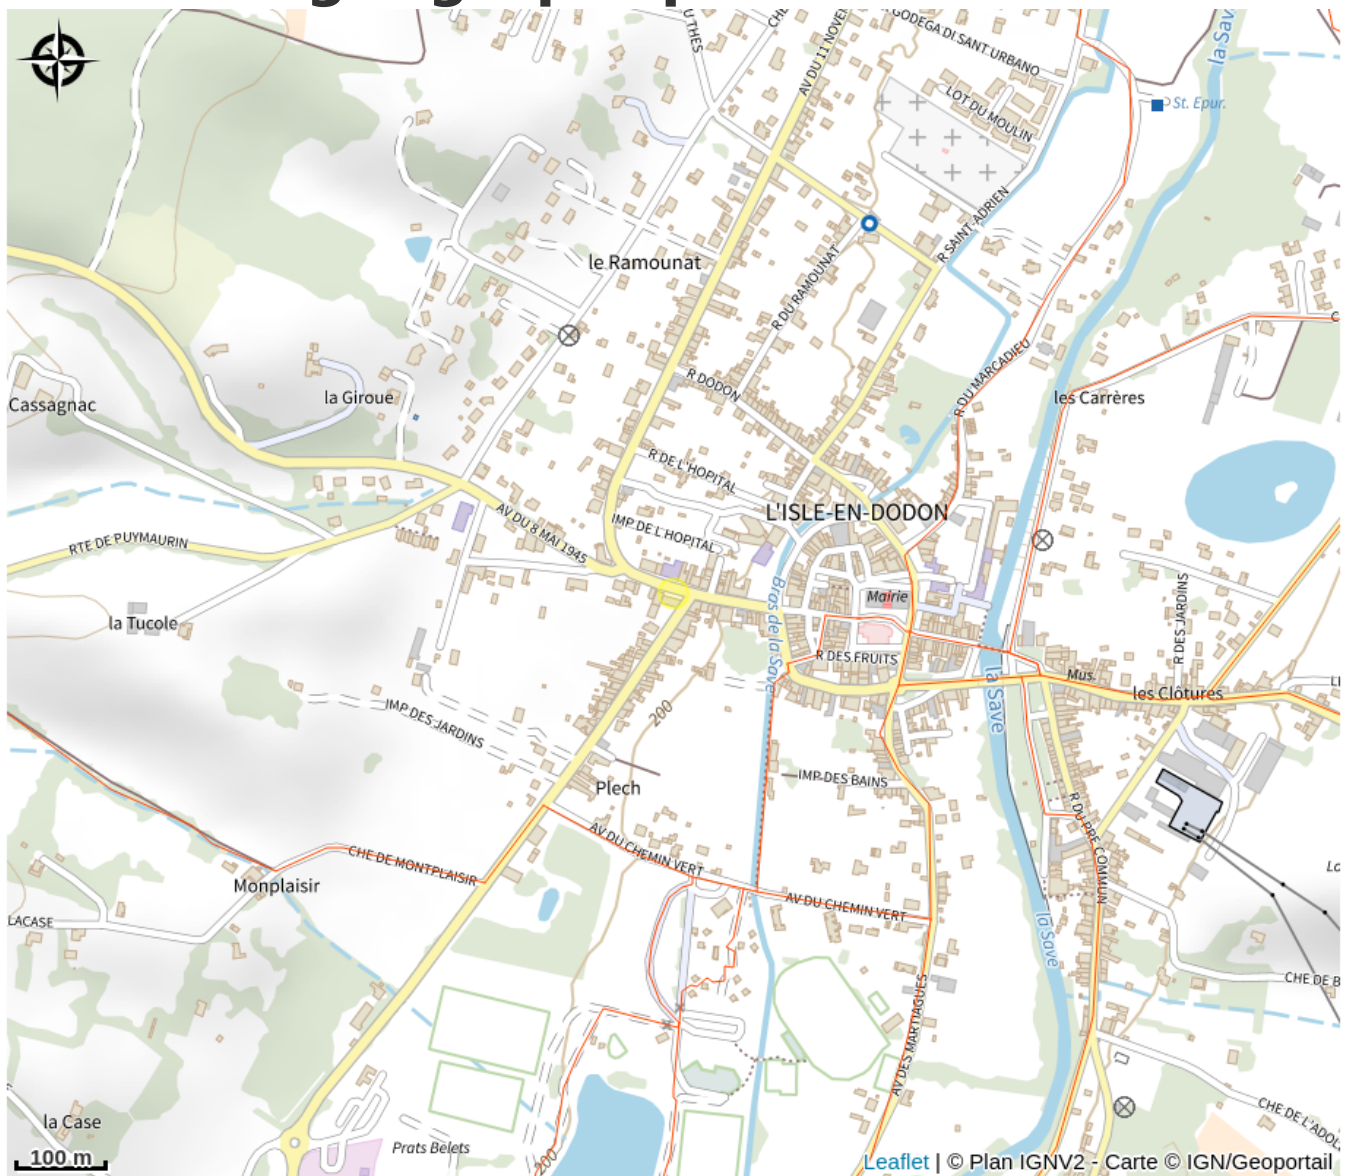 AV DU 11 NOVEM
GODEGA DI SANT URBANO
la Sav
LOT DU MOULIN
St. Epur.
R SAINT-ADRIEN
le Ramounat
R DU RAMOUNAT
R DU MARCADIEU
R DODON
la Giroue
Cassagnac
les Carrères
R DE L'HOPITAL
L'ISLE-EN-DODON
AV DU 8 MAI 1945
IMP DE L'HOPITAL
RTE DE PUYMAURIN
Bras de la Save
Mairie
R DES JARDINS
la Tucole
R DES FRUITS
Mus.
les Clôtures
la Save
IMP DES JARDINS
200
Plech
IMP DES BAINS
R DU PRE COMMUN
AV DU CHEMIN VERT
CHE DE MONTPLAISIR
Monplaisir
AV DU CHEMIN VERT
LACASE
la Save
CHE DE B
AV DES MARTIAGUES
CHE DE L'ADOL
la Case
Prats Belets
200
100 m
Leaflet | © Plan IGNV2 - Carte © IGN/Geoportail